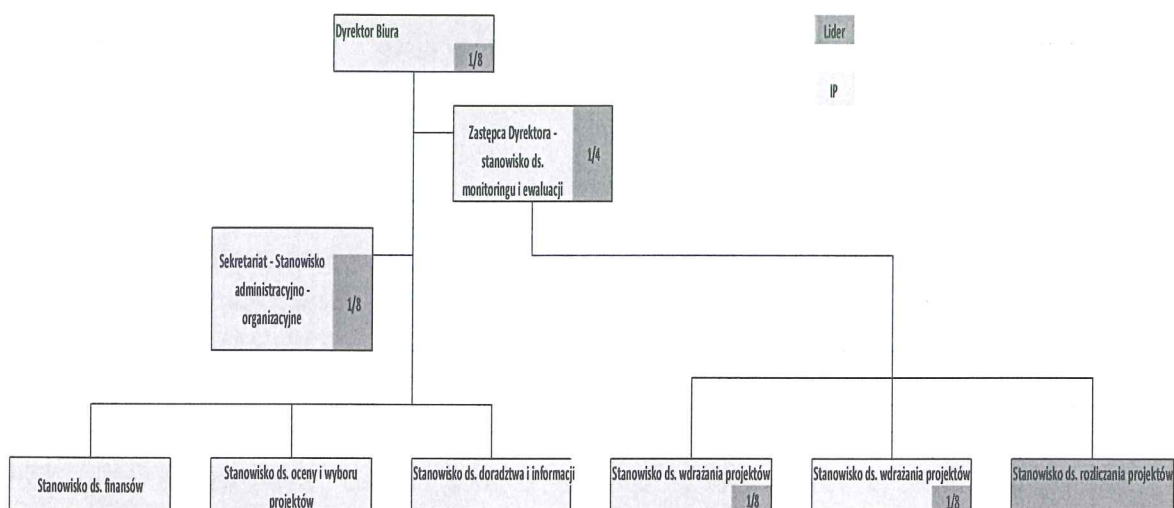 Dyrektor Biura
1/8
Lider
IP
Zastępca Dyrektora -
stanowisko ds.
monitoringu i ewaluacji
1/4
Sekretariat - Stanowisko
administracyjno -
organizacyjne
1/8
Stanowisko ds. finansów
Stanowisko ds. oceny i wyboru
projektów
Stanowisko ds. doradztwa i informacji
Stanowisko ds. wdrażania projektów
1/8
Stanowisko ds. wdrażania projektów
1/8
Stanowisko ds. rozliczania projektów